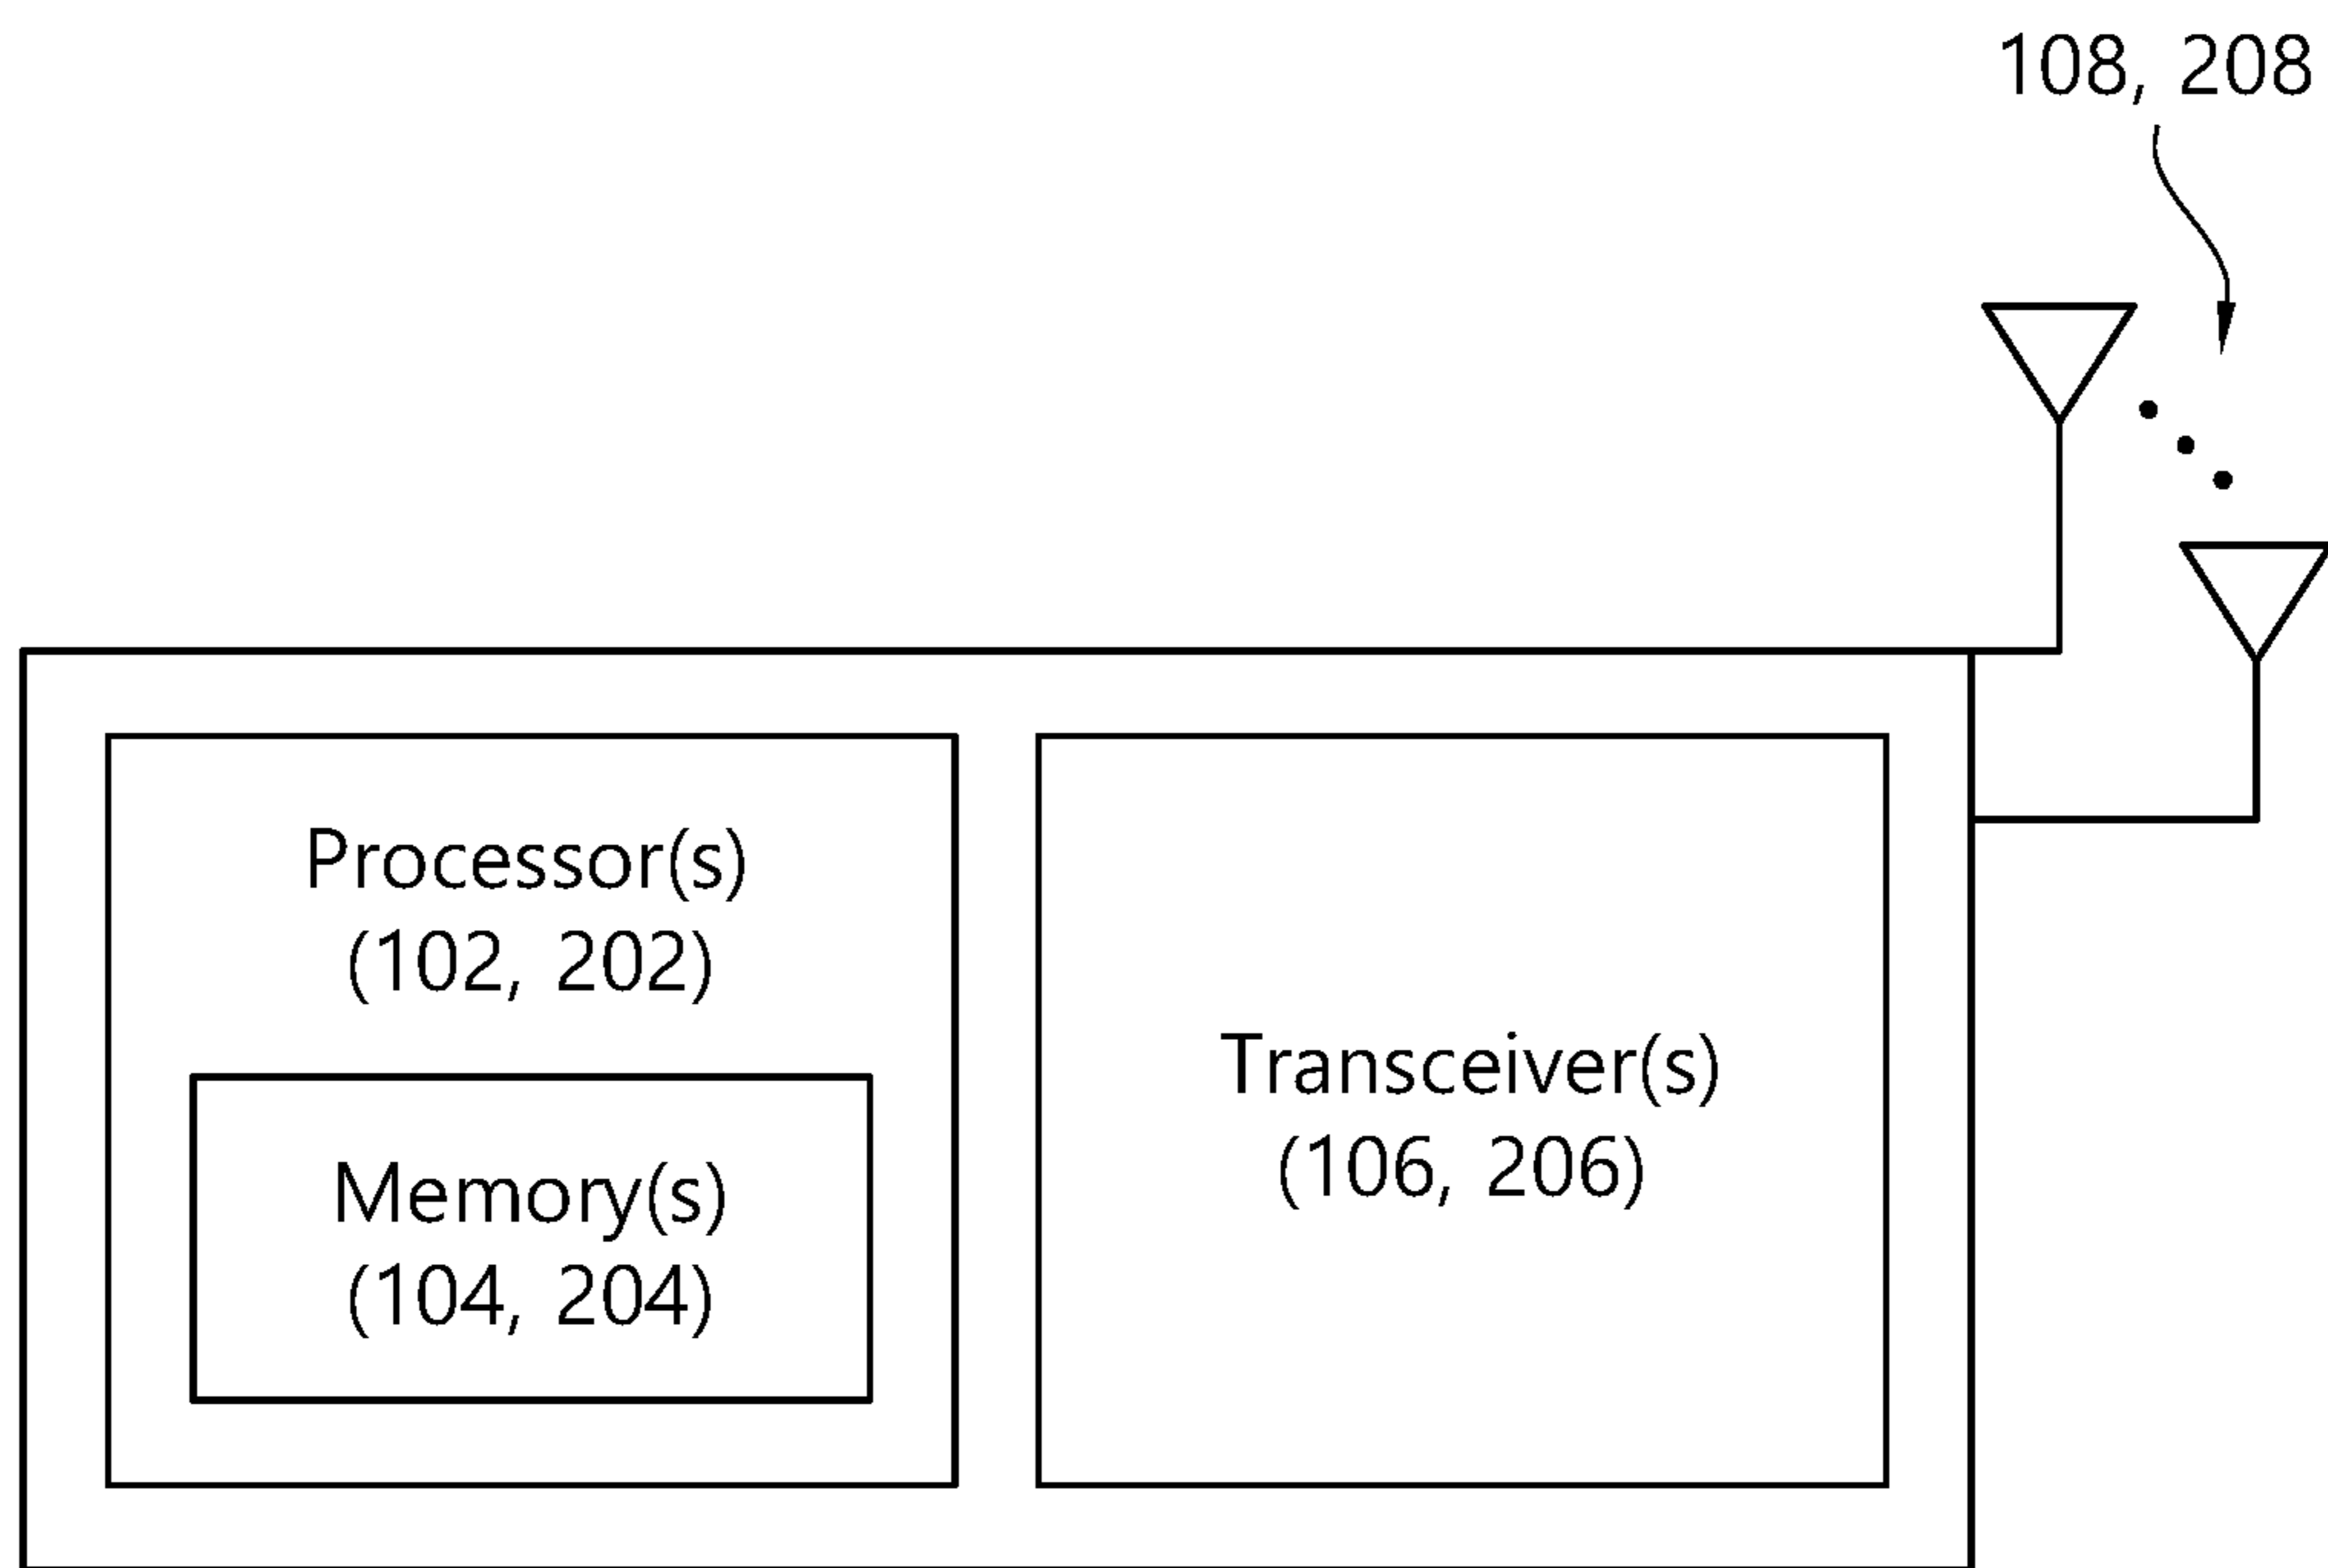 108, 208
Processor(s)
(102, 202)
Memory(s)
(104, 204)
Transceiver(s)
(106, 206)